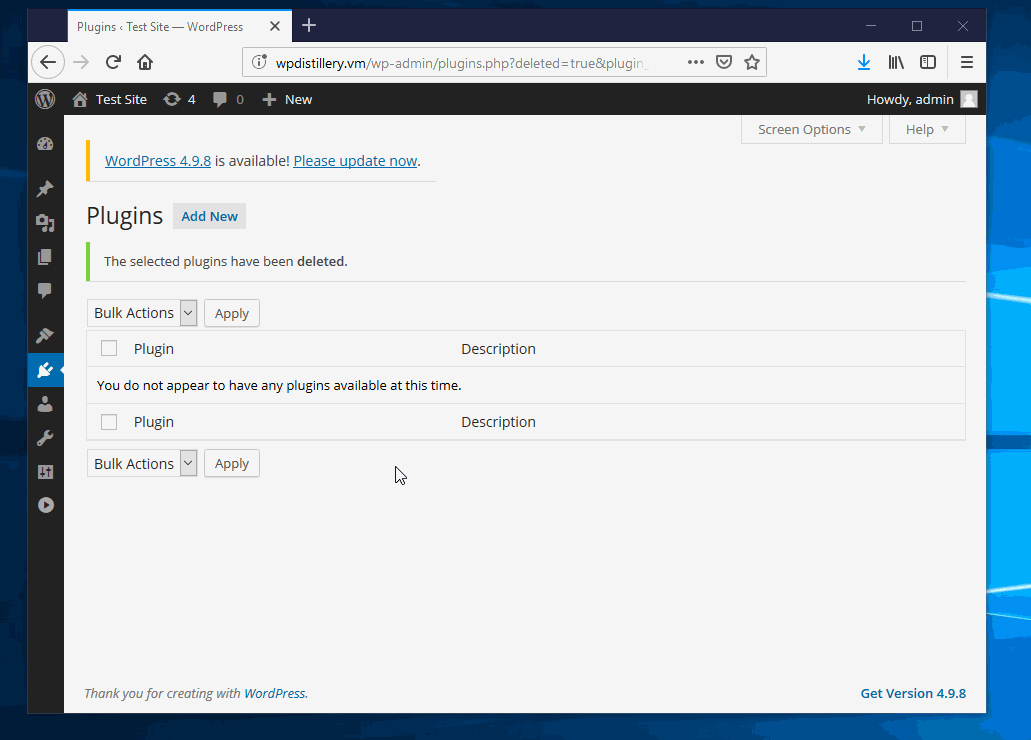 Plugins ‹ Test Site — WordPress
wpdistillery.vm/wp-admin/plugins.php?deleted=true&plugin_
Test Site 4 0 New Howdy, admin
Screen Options Help
WordPress 4.9.8 is available! Please update now.
Plugins Add New
The selected plugins have been deleted.
Bulk Actions Apply
Plugin Description
You do not appear to have any plugins available at this time.
Plugin Description
Bulk Actions Apply
Thank you for creating with WordPress. Get Version 4.9.8